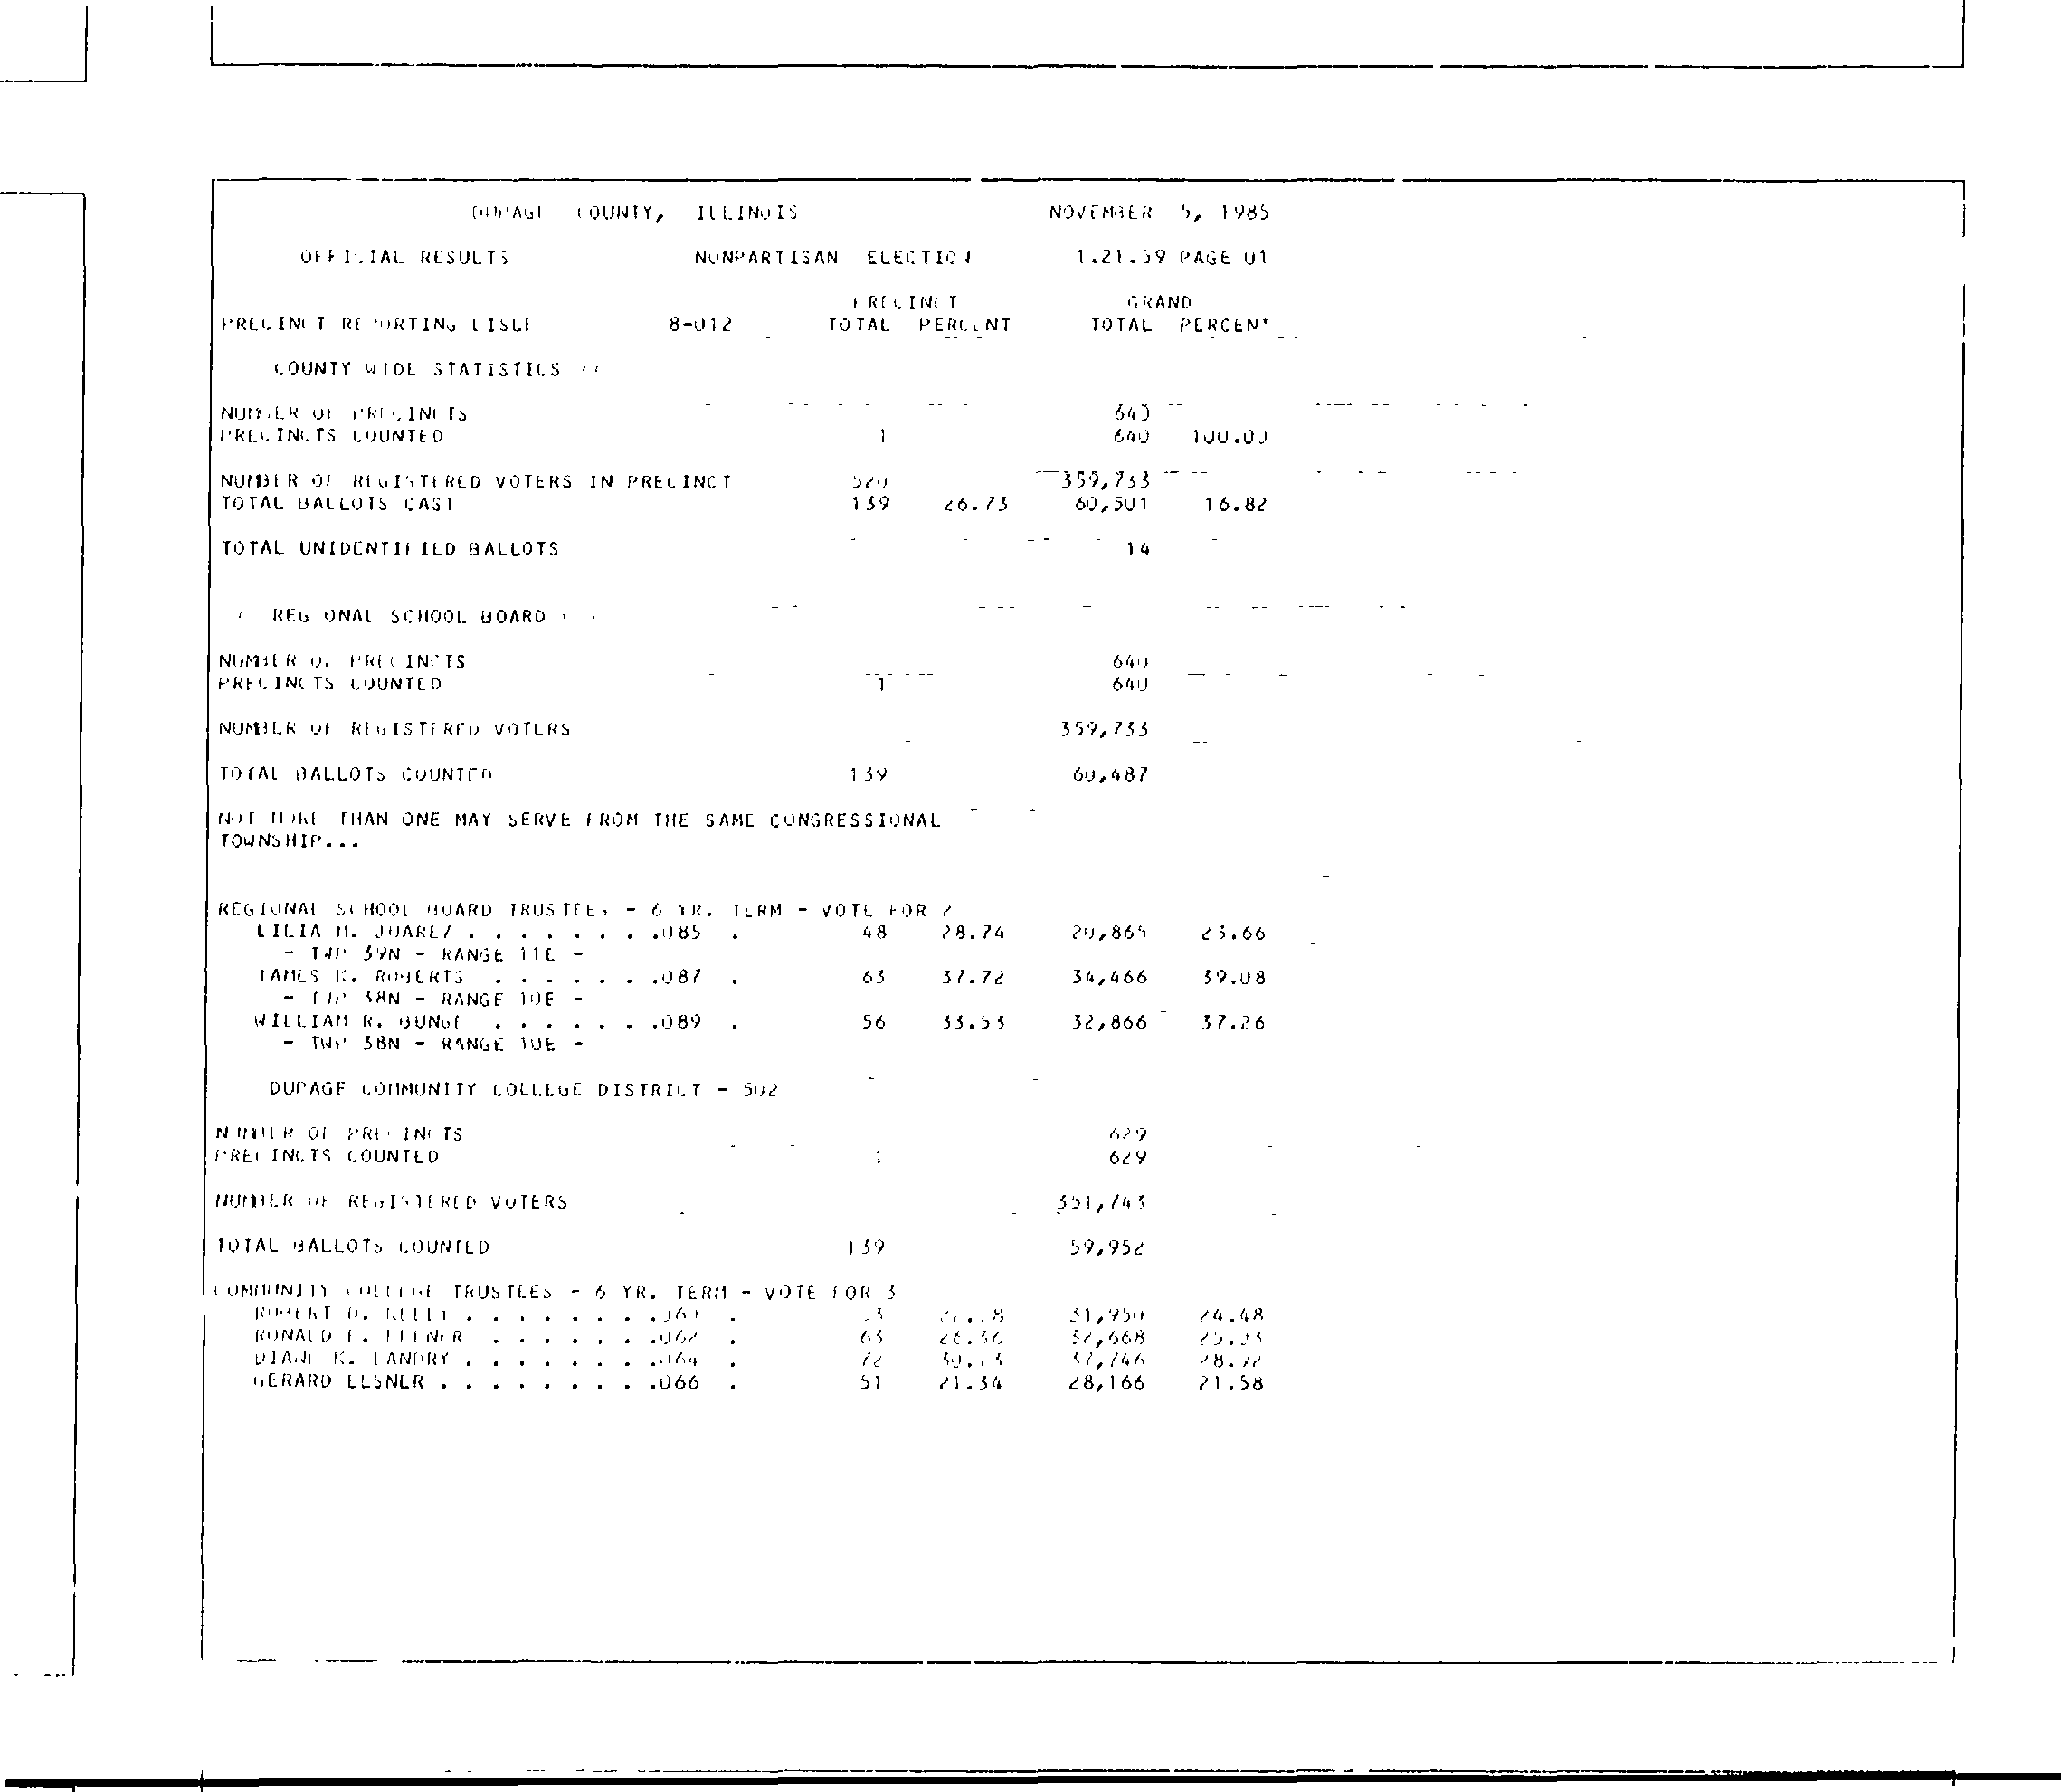 DUPAGE COUNTY, ILLINOIS NOVEMBER 5, 1985
OFFICIAL RESULTS NONPARTISAN ELECTION 1.21.59 PAGE 01
PRECINCT GRAND
PRECINCT REPORTING LISLE 8-012 TOTAL PERCENT TOTAL PERCENT
COUNTY WIDE STATISTICS
NUMBER OF PRECINCTS 640
PRECINCTS COUNTED 1 640 100.00
NUMBER OF REGISTERED VOTERS IN PRECINCT 520 359,733
TOTAL BALLOTS CAST 139 26.73 60,501 16.82
TOTAL UNIDENTIFIED BALLOTS 14
REGIONAL SCHOOL BOARD
NUMBER OF PRECINCTS 640
PRECINCTS COUNTED 1 640
NUMBER OF REGISTERED VOTERS 359,733
TOTAL BALLOTS COUNTED 139 60,487
NOT MORE THAN ONE MAY SERVE FROM THE SAME CONGRESSIONAL
TOWNSHIP...
REGIONAL SCHOOL BOARD TRUSTEES - 6 YR. TERM - VOTE FOR 2
LILIA M. JUAREZ . . . . . . . .085 . 48 28.74 20,865 23.66
- TWP 39N - RANGE 11E -
JAMES K. ROBERTS . . . . . . .087 . 63 37.72 34,466 39.08
- TWP 38N - RANGE 10E -
WILLIAM R. BUNGE . . . . . . .089 . 56 33.53 32,866 37.26
- TWP 38N - RANGE 10E -
DUPAGE COMMUNITY COLLEGE DISTRICT - 502
NUMBER OF PRECINCTS 629
PRECINCTS COUNTED 1 629
NUMBER OF REGISTERED VOTERS 351,743
TOTAL BALLOTS COUNTED 139 59,952
COMMUNITY COLLEGE TRUSTEES - 6 YR. TERM - VOTE FOR 3
ROBERT D. KELLY . . . . . . . . 31,950 24.48
RONALD E. . . . . . . .062 . 63 26.36 32,668
DIANE K. LANDRY . . . . . . . .064 . 72 30.13 37,746
GERARD ELSNER . . . . . . . . .066 . 51 21.34 28,166 21.58